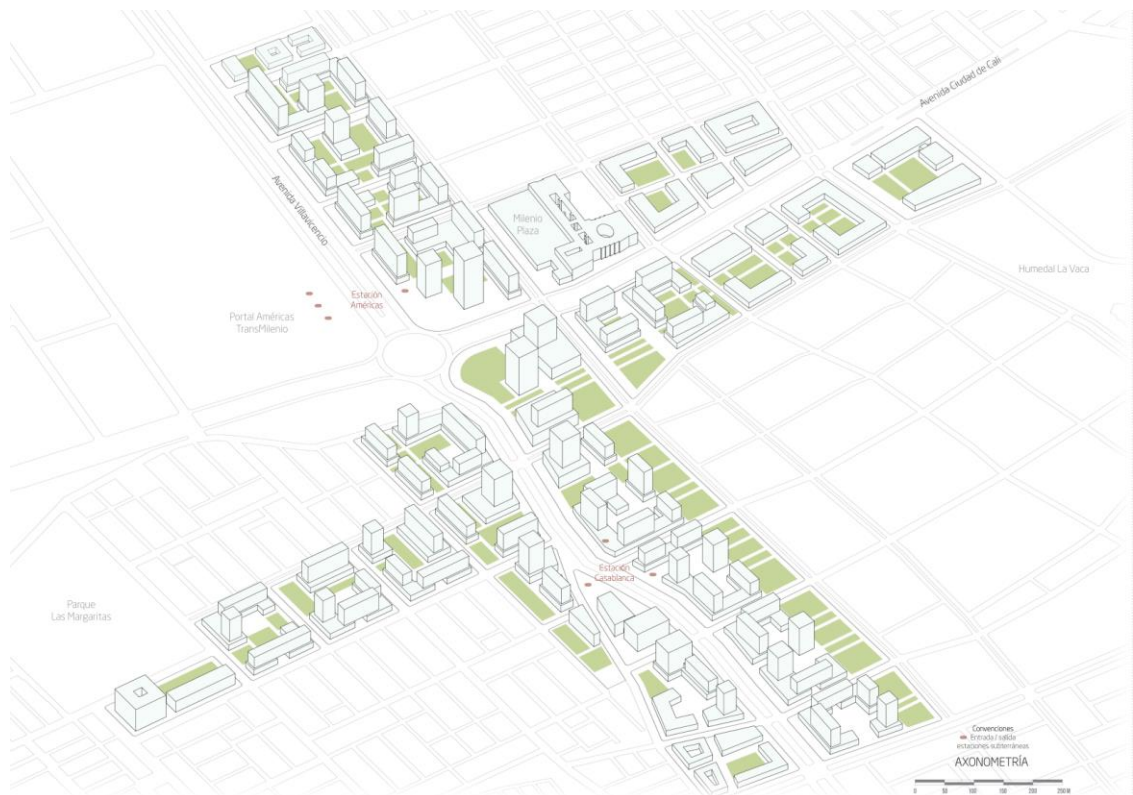 Avenida Ciudad de Cali
Avenida Villavicencio
Milenio
Plaza
Humedal La Vaca
Estación
Américas
Portal Américas
TransMilenio
Estación
Casablanca
Parque
Las Margaritas
Convenciones
Entrada / salida
estaciones subterráneas
AXONOMETRÍA
0 50 100 150 200 250 M